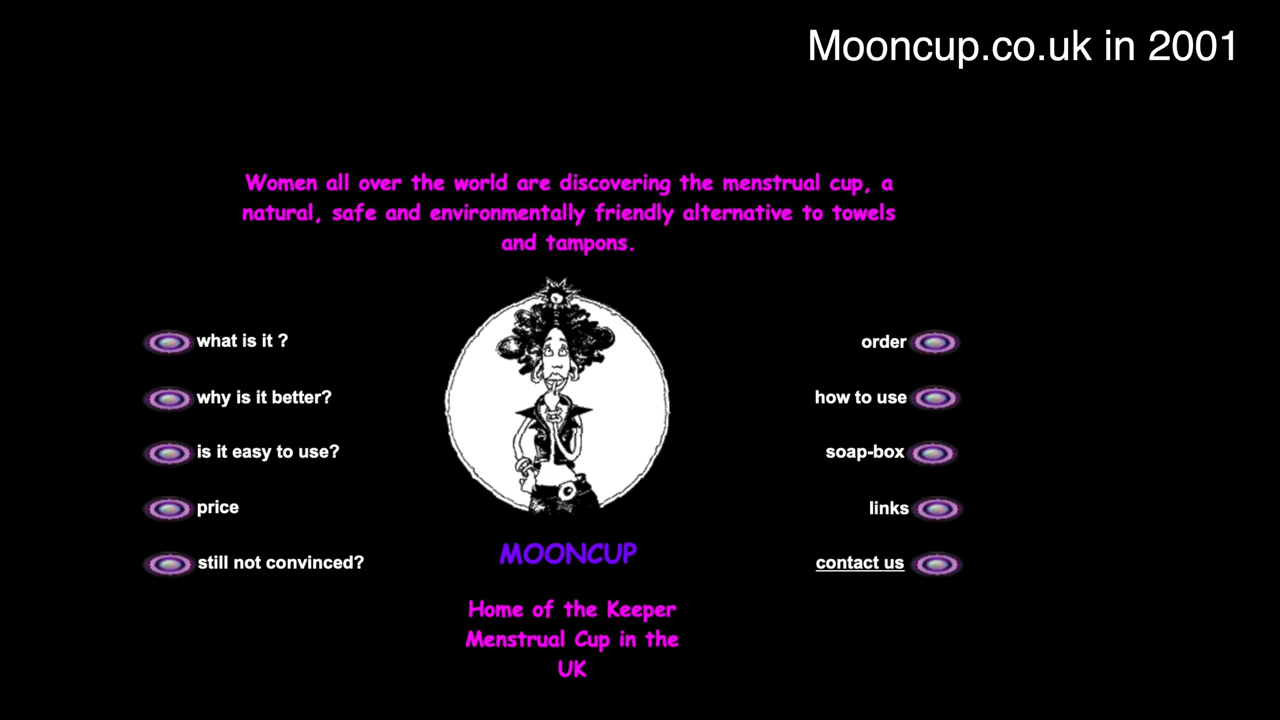 Mooncup.co.uk in 2001
Women all over the world are discovering the menstrual cup, a
natural, safe and environmentally friendly alternative to towels
and tampons.
what is it ?
why is it better?
is it easy to use?
price
still not convinced?
order
how to use
soap-box
links
contact us
MOONCUP
Home of the Keeper
Menstrual Cup in the
UK